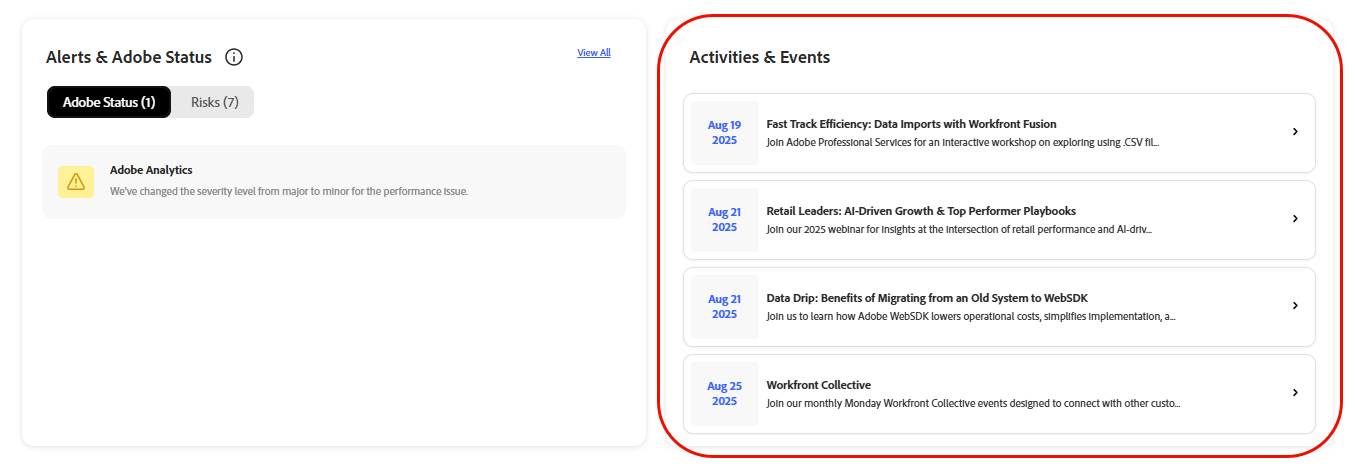 Alerts & Adobe Status
View All
Adobe Status (1)
Risks (7)
Adobe Analytics
We've changed the severity level from major to minor for the performance issue.
Activities & Events
Aug 19
2025
Fast Track Efficiency: Data Imports with Workfront Fusion
Join Adobe Professional Services for an interactive workshop on exploring using .CSV fil...
Aug 21
2025
Retail Leaders: AI-Driven Growth & Top Performer Playbooks
Join our 2025 webinar for insights at the intersection of retail performance and AI-driv...
Aug 21
2025
Data Drip: Benefits of Migrating from an Old System to WebSDK
Join us to learn how Adobe WebSDK lowers operational costs, simplifies implementation, a...
Aug 25
2025
Workfront Collective
Join our monthly Monday Workfront Collective events designed to connect with other custo...